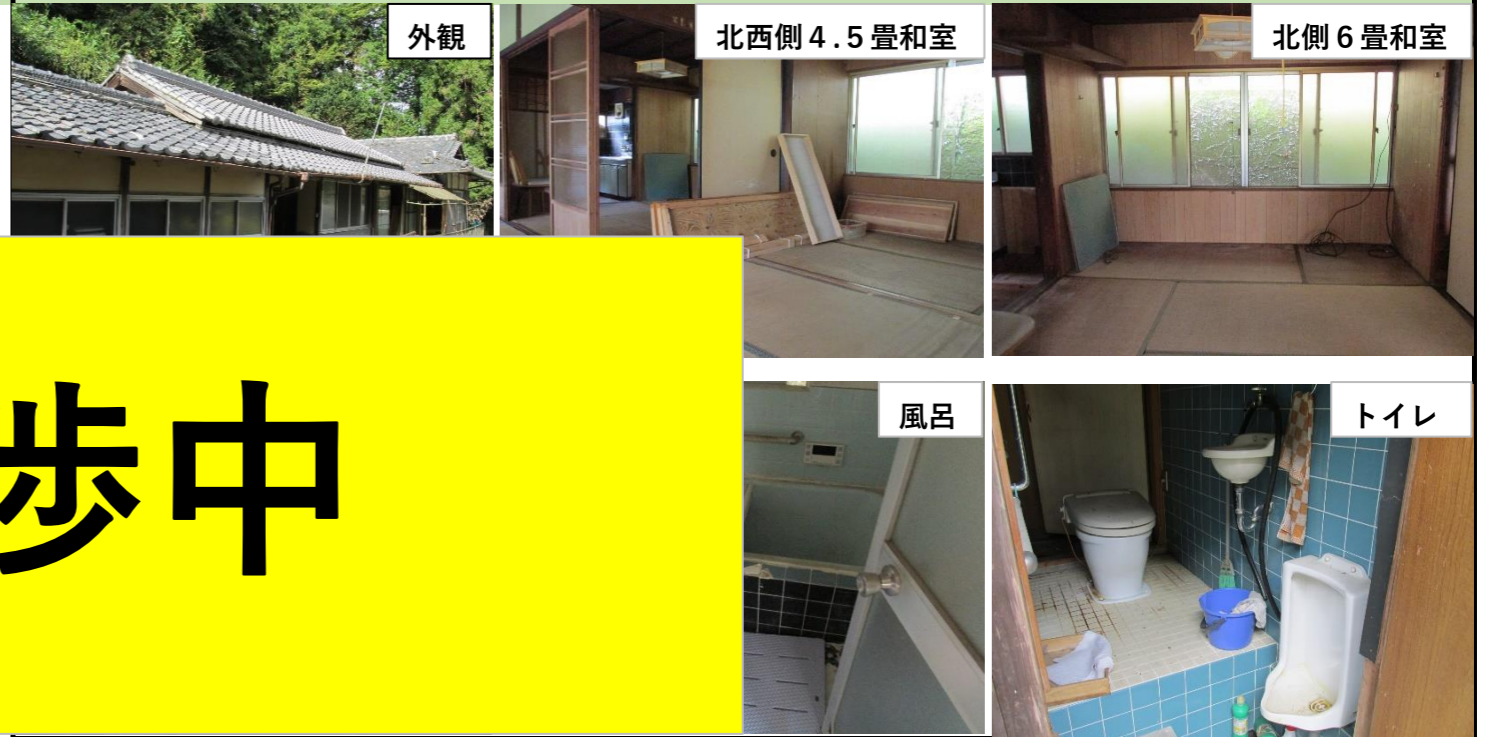 外観
北西側4.5畳和室
北側6畳和室
歩中
風呂
トイレ